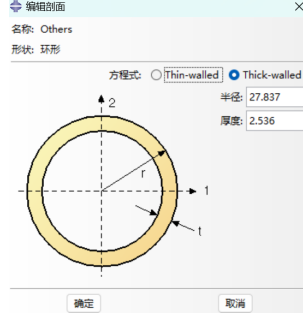 编辑剖面
名称: Others
形状: 环形
方程式: Thin-walled Thick-walled
半径: 27.837
厚度: 2.536
2
r
1
t
确定 取消